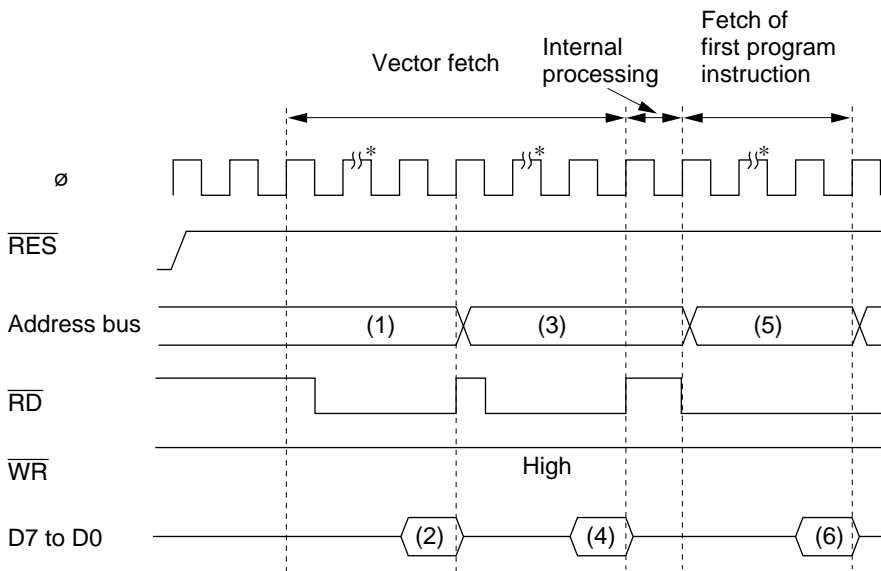 Vector fetch
Internal
processing
Fetch of
first program
instruction
*
*
*
ø
RES
Address bus
(1)
(3)
(5)
RD
WR
High
D7 to D0
(2)
(4)
(6)